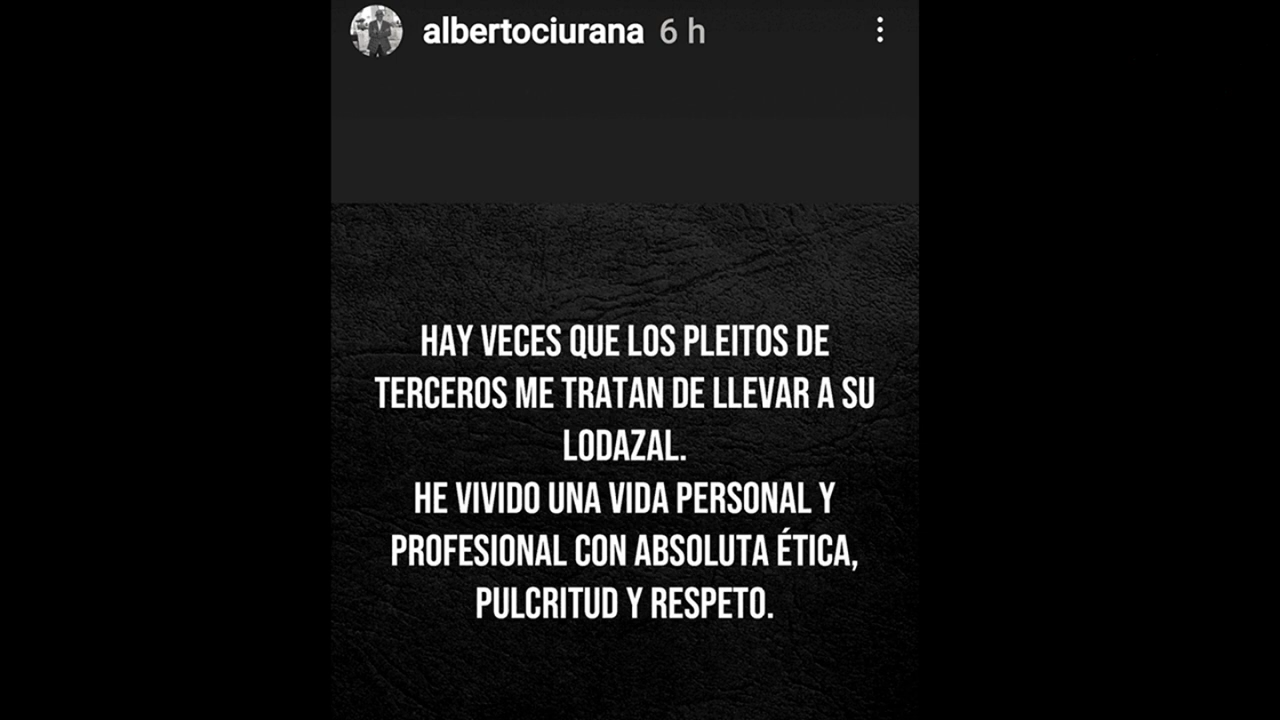 albertociurana 6 h
HAY VECES QUE LOS PLEITOS DE
TERCEROS ME TRATAN DE LLEVAR A SU
LODAZAL.
HE VIVIDO UNA VIDA PERSONAL Y
PROFESIONAL CON ABSOLUTA ÉTICA,
PULCRITUD Y RESPETO.